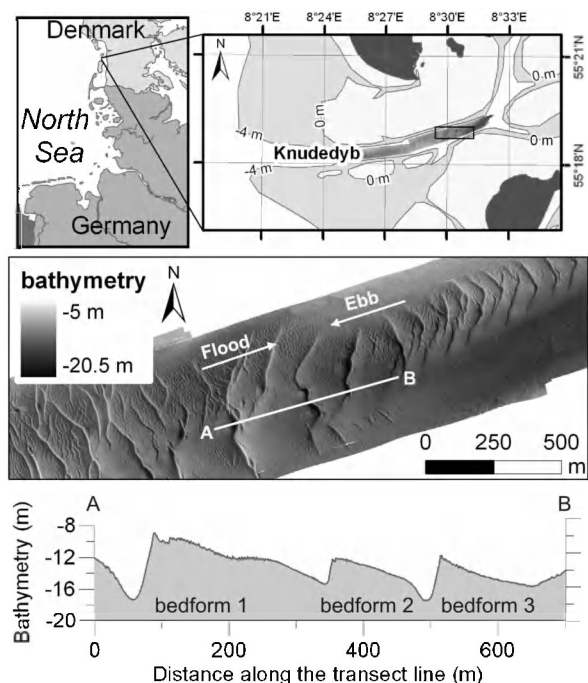 Denmark
North
Sea
Germany
8°21'E 8°24'E 8°27'E 8°30'E 8°33'E
N
55°21'N
55°18'N
0 m
0 m
-4 m
Knudedyb
-4 m
0 m
0 m
bathymetry
-5 m
-20.5 m
N
Ebb
Flood
A
B
0 250 500
m
A
B
Bathymetry (m)
-8
-12
-16
-20
bedform 1 bedform 2 bedform 3
0 200 400 600
Distance along the transect line (m)